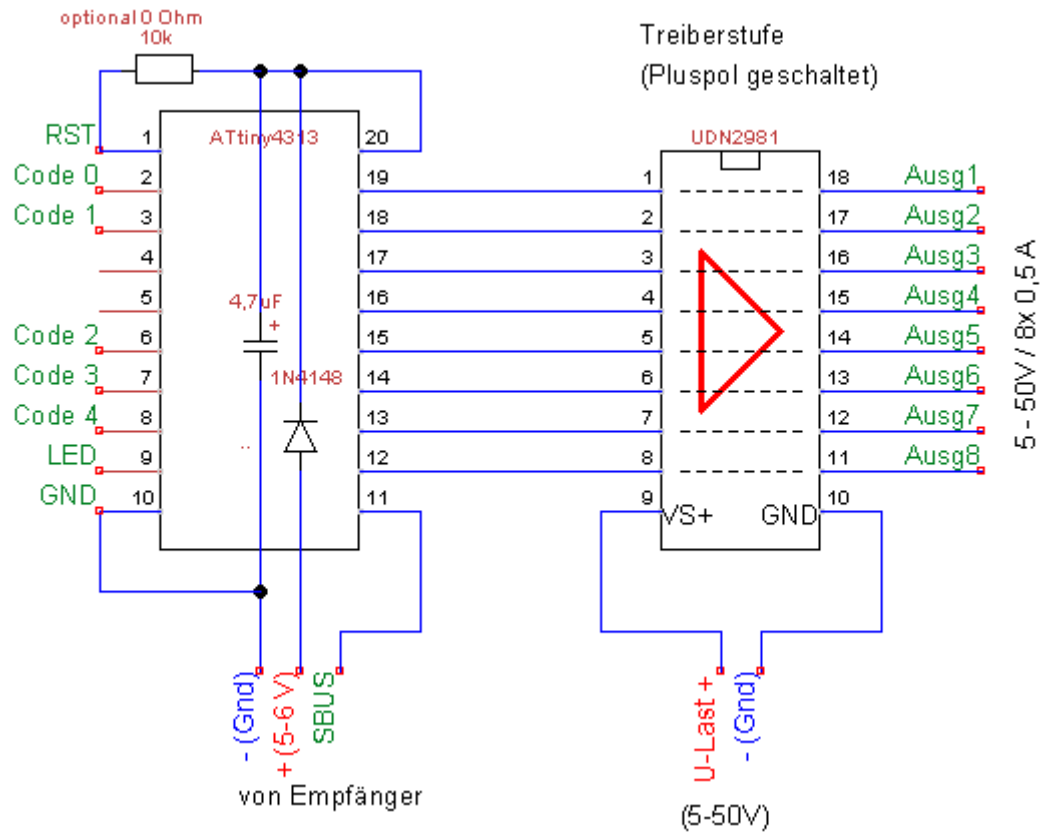 optional 0 Ohm
10k
Treiberstufe
(Pluspol geschaltet)
ATtiny4313
UDN2981
RST 1
Code 0 2
Code 1 3
4
5
Code 2 6
Code 3 7
Code 4 8
LED 9
GND 10
20
19
18
17
16
15
14
13
12
11
4,7uF
+
1N4148
1
2
3
4
5
6
7
8
9
VS+
GND
18 Ausg1
17 Ausg2
16 Ausg3
15 Ausg4
14 Ausg5
13 Ausg6
12 Ausg7
11 Ausg8
10
5 - 50V / 8x 0,5 A
- (Gnd)
+ (5-6 V)
SBUS
von Empfänger
U-Last +
- (Gnd)
(5-50V)